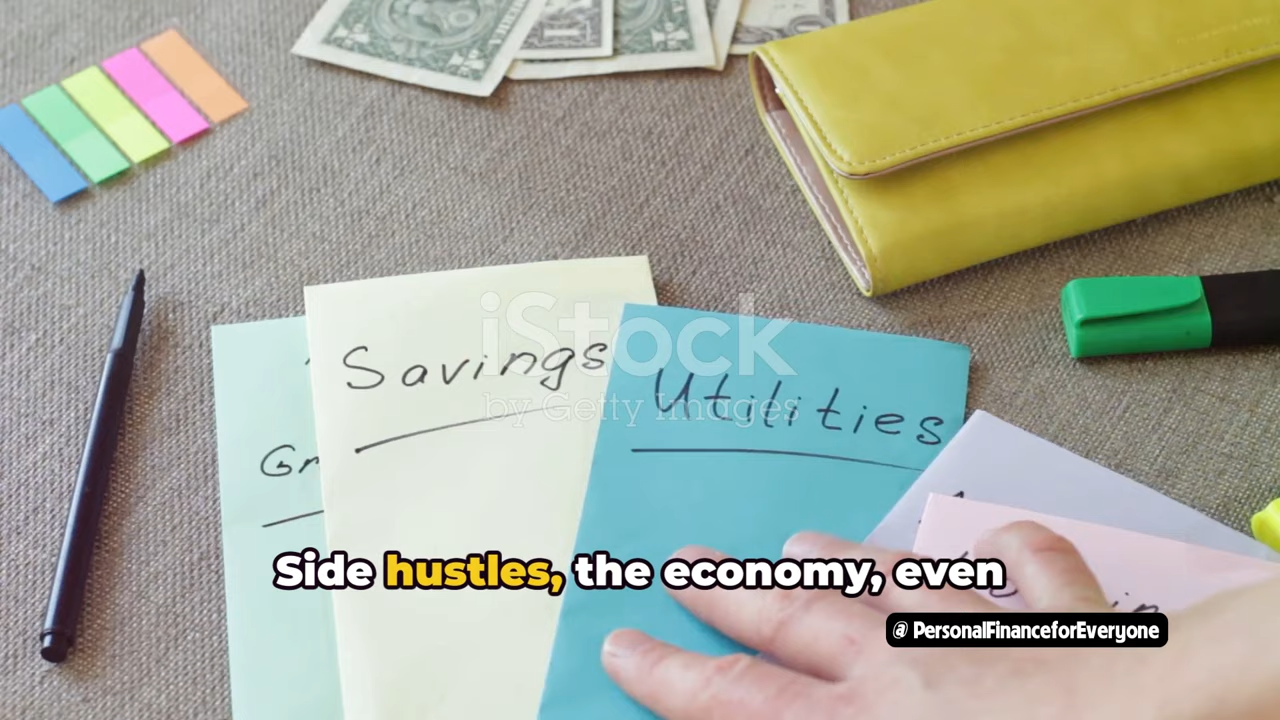 Savings
Utilities
iStock
by Getty Images
Side hustles, the economy, even
@ PersonalFinanceforEveryone